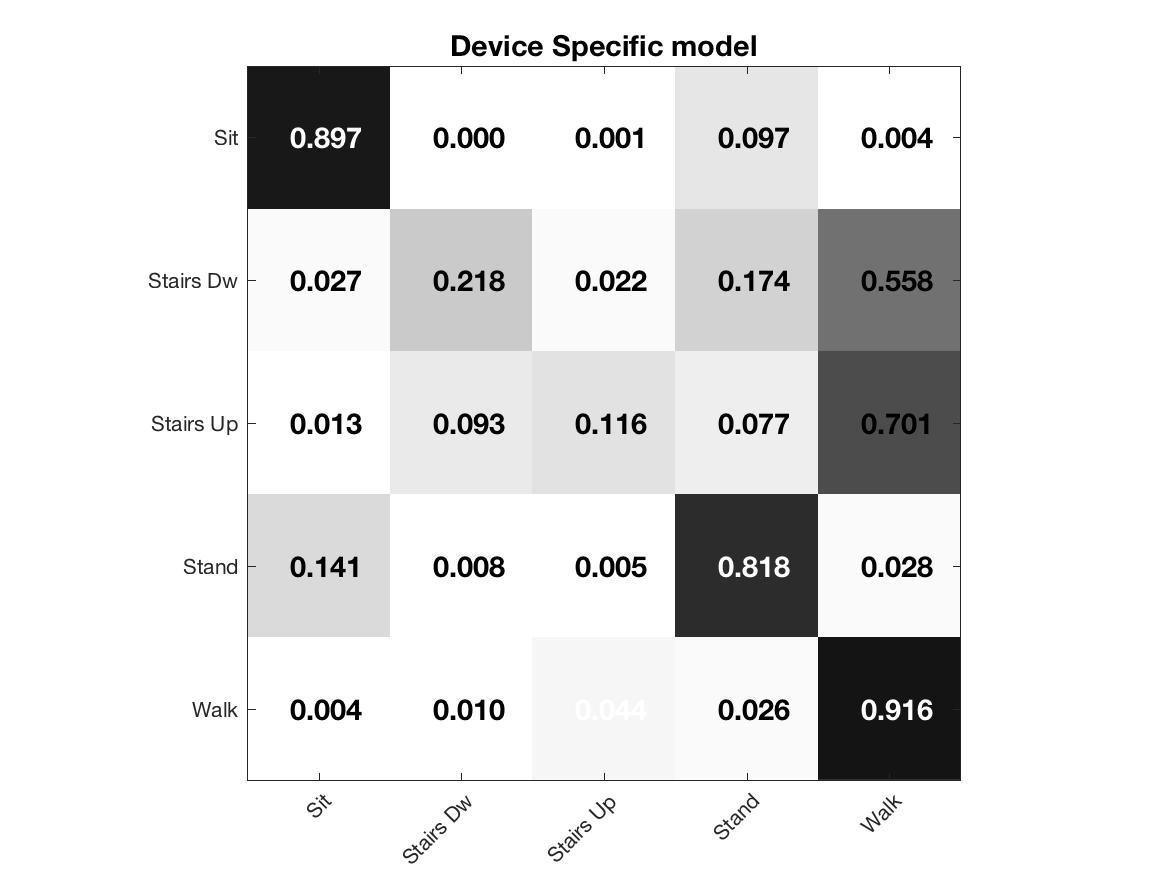 Device Specific model
Sit 0.897 0.000 0.001 0.097 0.004
Stairs Dw 0.027 0.218 0.022 0.174 0.558
Stairs Up 0.013 0.093 0.116 0.077 0.701
Stand 0.141 0.008 0.005 0.818 0.028
Walk 0.004 0.010 0.044 0.026 0.916
Sit Stairs Dw Stairs Up Stand Walk